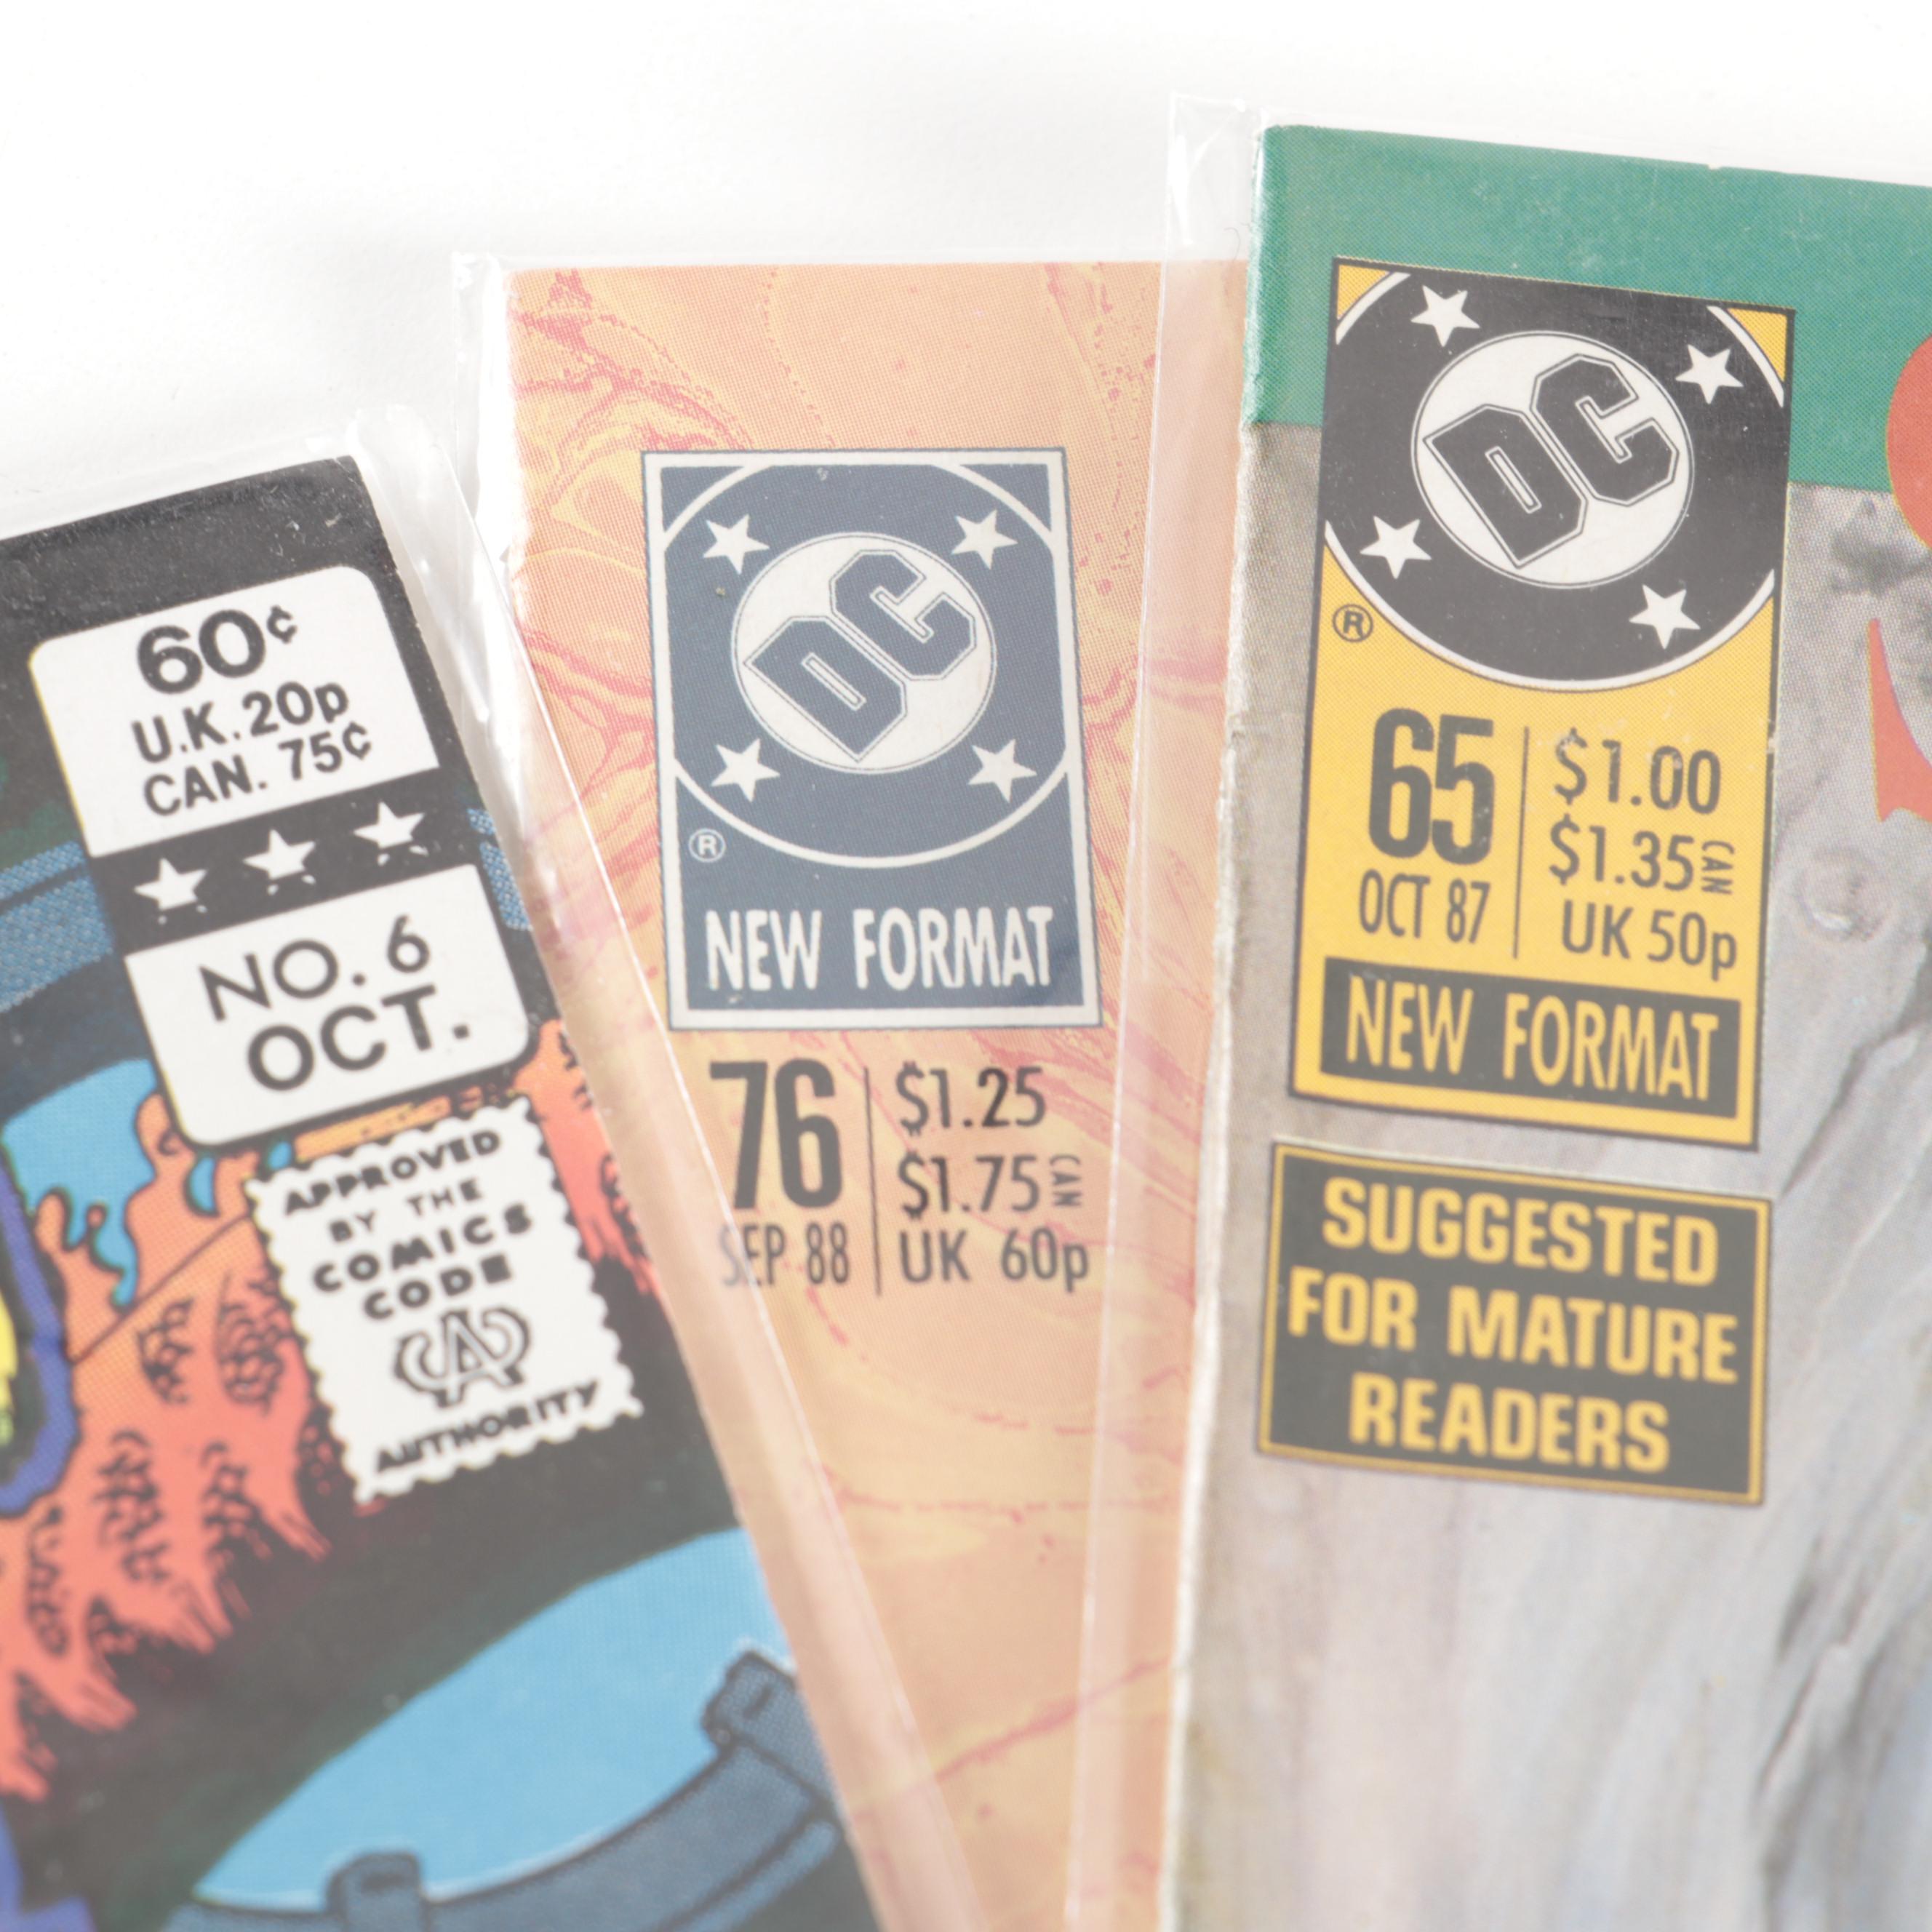 60¢
U.K. 20p
CAN. 75¢
NO. 6
OCT.
APPROVED
BY THE
COMICS
CODE
CA
AUTHORITY
DC
®
NEW FORMAT
76
SEP 88
$1.25
$1.75 CAN
UK 60p
DC
®
65
OCT 87
$1.00
$1.35 CAN
UK 50p
NEW FORMAT
SUGGESTED
FOR MATURE
READERS